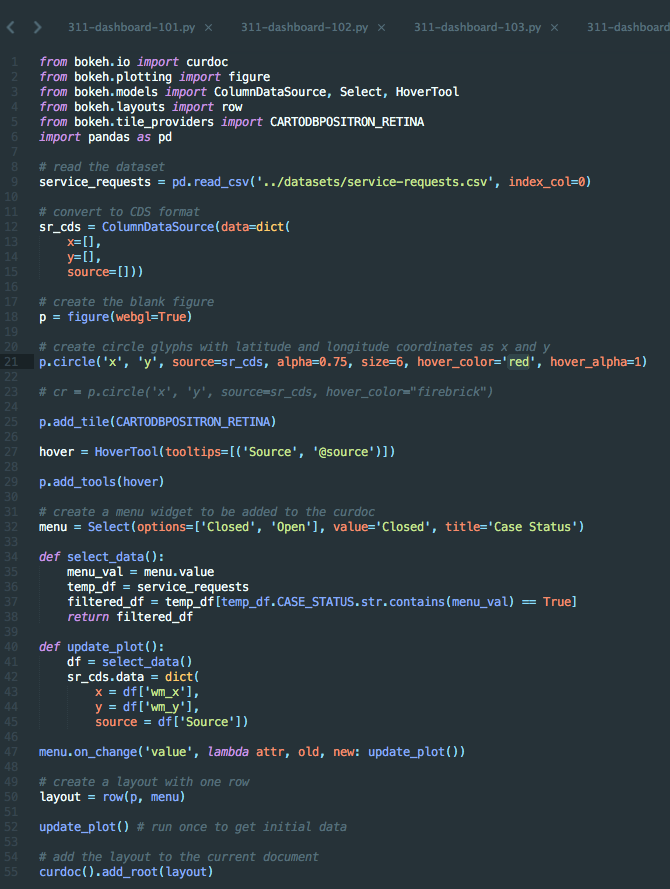 311-dashboard-101.py × 311-dashboard-102.py × 311-dashboard-103.py × 311-dashboard
1 from bokeh.io import curdoc
2 from bokeh.plotting import figure
3 from bokeh.models import ColumnDataSource, Select, HoverTool
4 from bokeh.layouts import row
5 from bokeh.tile_providers import CARTODBPOSITRON_RETINA
6 import pandas as pd
7
8 # read the dataset
9 service_requests = pd.read_csv('../datasets/service-requests.csv', index_col=0)
10
11 # convert to CDS format
12 sr_cds = ColumnDataSource(data=dict(
13     x=[],
14     y=[],
15     source=[]))
16
17 # create the blank figure
18 p = figure(webgl=True)
19
20 # create circle glyphs with latitude and longitude coordinates as x and y
21 p.circle('x', 'y', source=sr_cds, alpha=0.75, size=6, hover_color='red', hover_alpha=1)
22
23 # cr = p.circle('x', 'y', source=sr_cds, hover_color="firebrick")
24
25 p.add_tile(CARTODBPOSITRON_RETINA)
26
27 hover = HoverTool(tooltips=[('Source', '@source')])
28
29 p.add_tools(hover)
30
31 # create a menu widget to be added to the curdoc
32 menu = Select(options=['Closed', 'Open'], value='Closed', title='Case Status')
33
34 def select_data():
35     menu_val = menu.value
36     temp_df = service_requests
37     filtered_df = temp_df[temp_df.CASE_STATUS.str.contains(menu_val) == True]
38     return filtered_df
39
40 def update_plot():
41     df = select_data()
42     sr_cds.data = dict(
43         x = df['wm_x'],
44         y = df['wm_y'],
45         source = df['Source'])
46
47 menu.on_change('value', lambda attr, old, new: update_plot())
48
49 # create a layout with one row
50 layout = row(p, menu)
51
52 update_plot() # run once to get initial data
53
54 # add the layout to the current document
55 curdoc().add_root(layout)